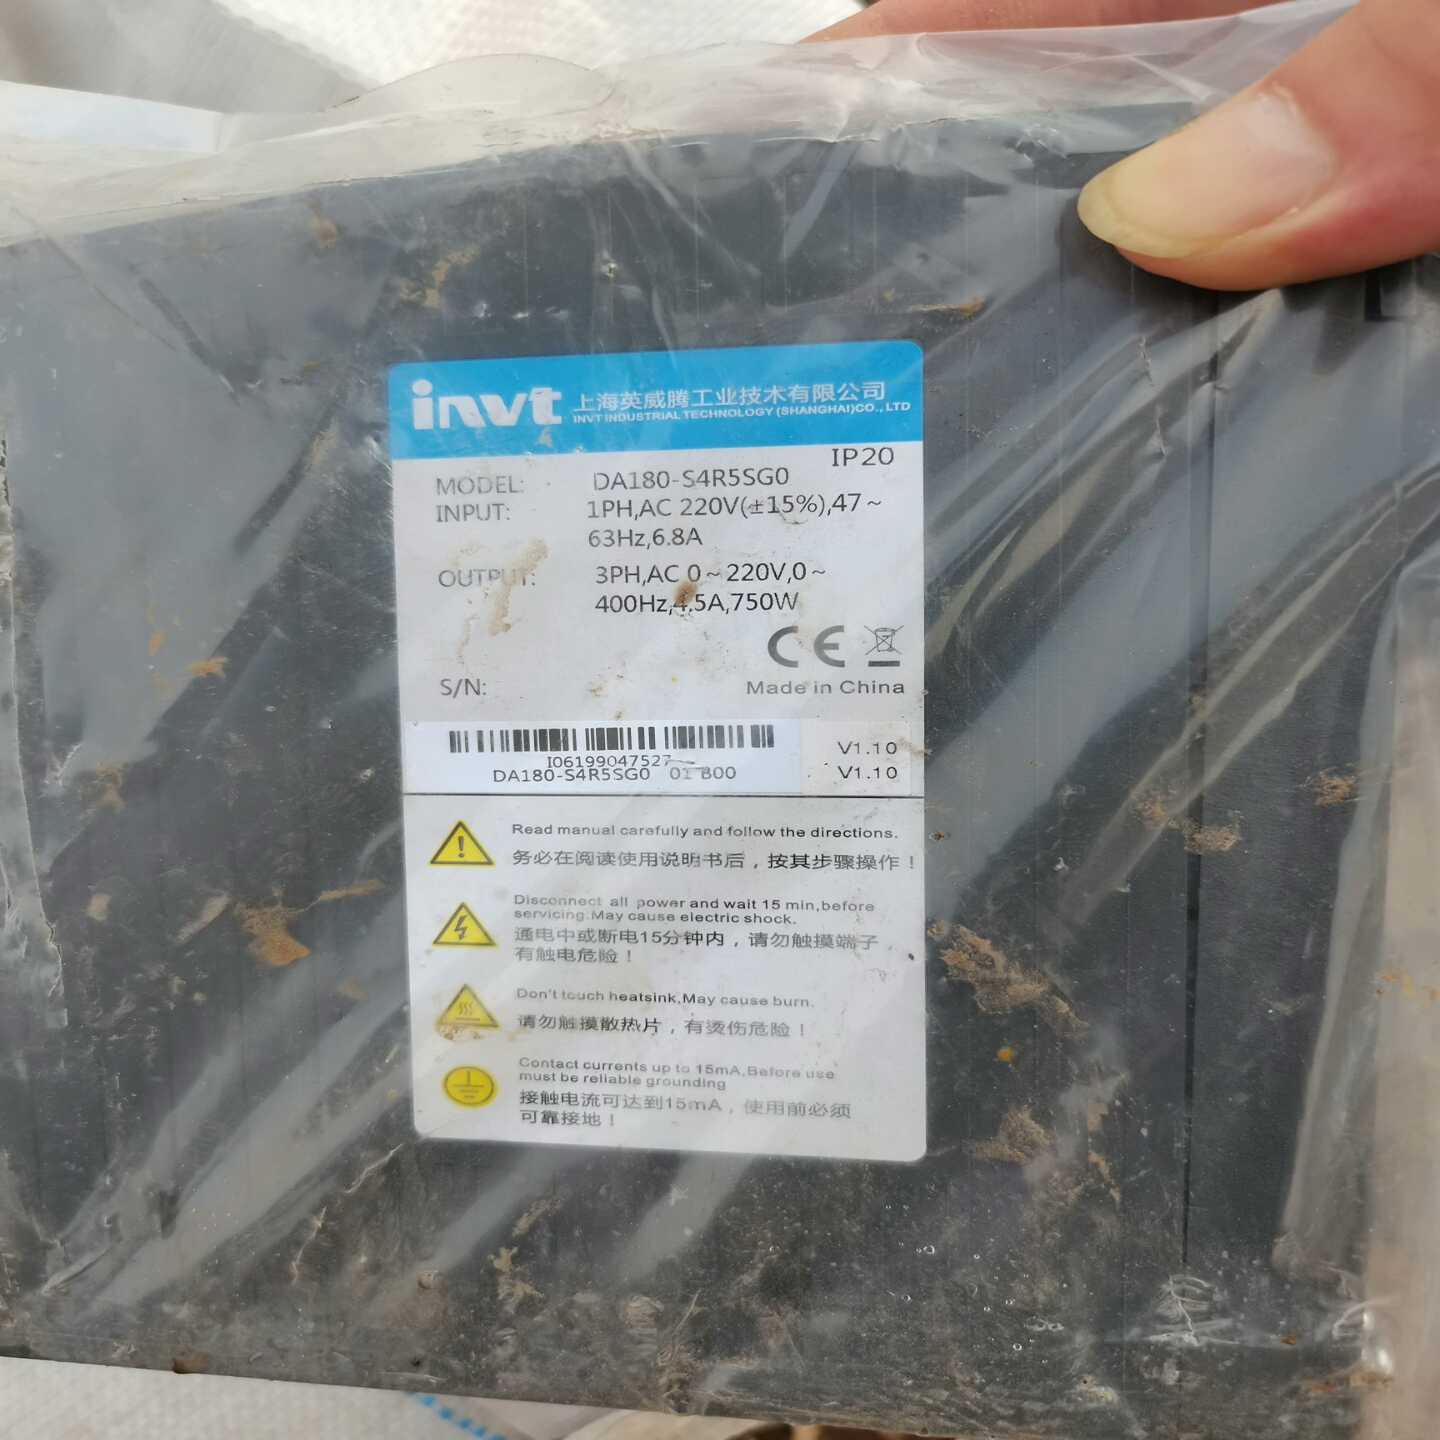 invt 上海英威腾工业技术有限公司
INVT INDUSTRIAL TECHNOLOGY (SHANGHAI)CO., LTD
IP20
MODEL: DA180-S4R5SG0
INPUT: 1PH,AC 220V(±15%),47～
63Hz,6.8A
OUTPUT: 3PH,AC 0～220V,0～
400Hz,4.5A,750W
CE
S/N: Made in China
I06199047527
DA180-S4R5SG0 01 B00
V1.10
V1.10
Read manual carefully and follow the directions.
务必在阅读使用说明书后，按其步骤操作！
Disconnect all power and wait 15 min,before
servicing.May cause electric shock.
通电中或断电15分钟内，请勿触摸端子，
有触电危险！
Don't touch heatsink,May cause burn.
请勿触摸散热片，有烫伤危险！
Contact currents up to 15mA,Before use
must be reliable grounding
接触电流可达到15mA，使用前必须
可靠接地！